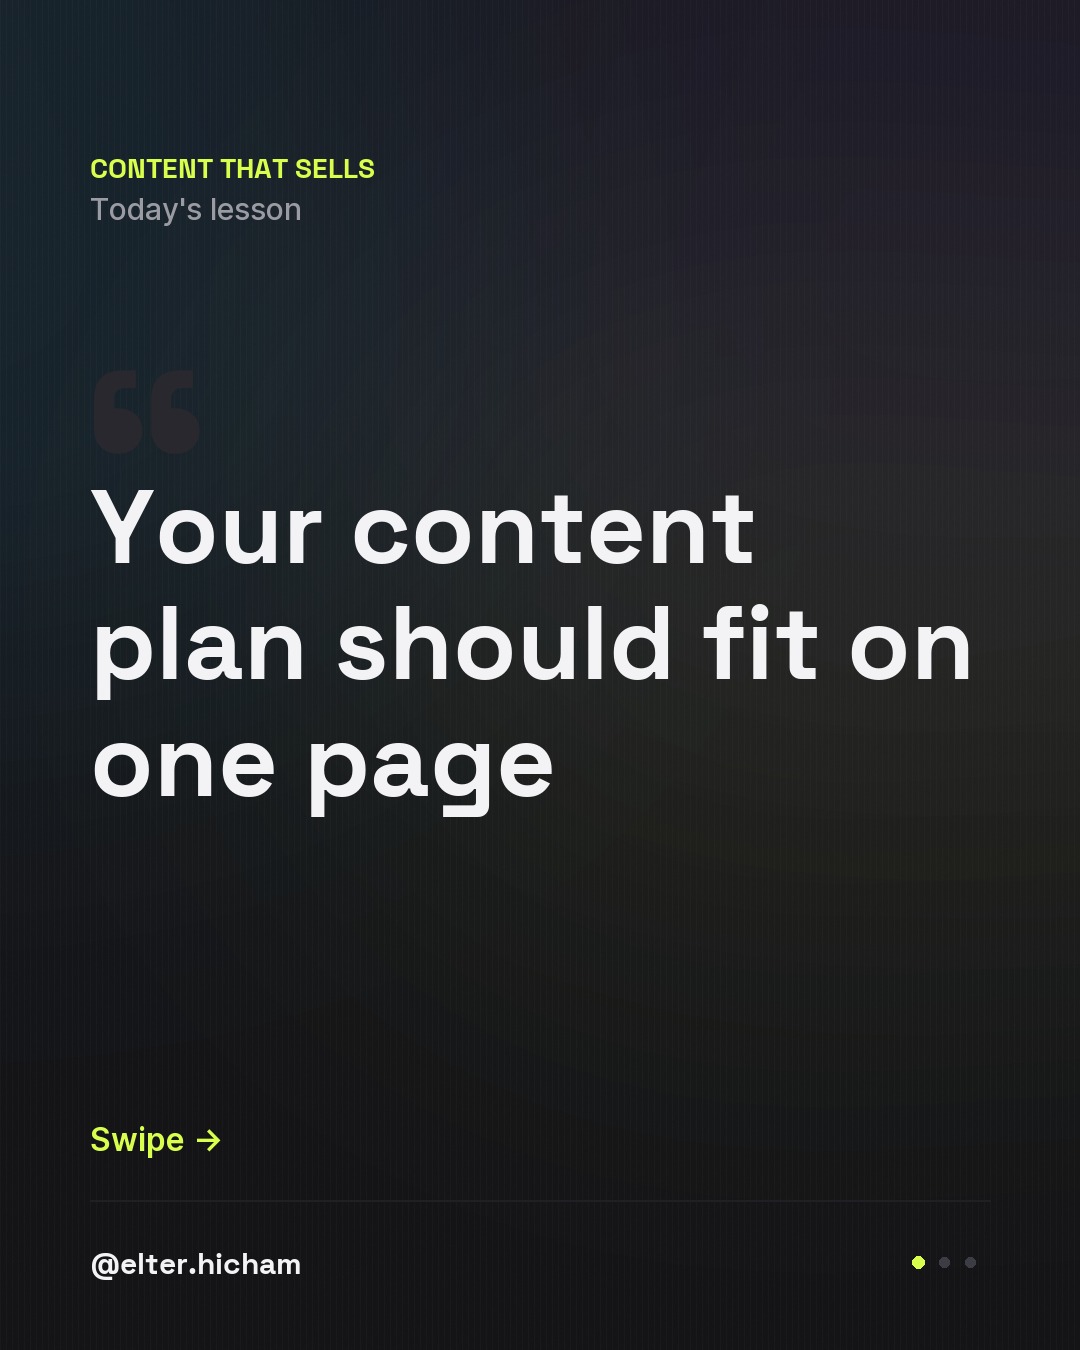 CONTENT THAT SELLS
Today's lesson
“
Your content
plan should fit on
one page
Swipe →
@elter.hicham